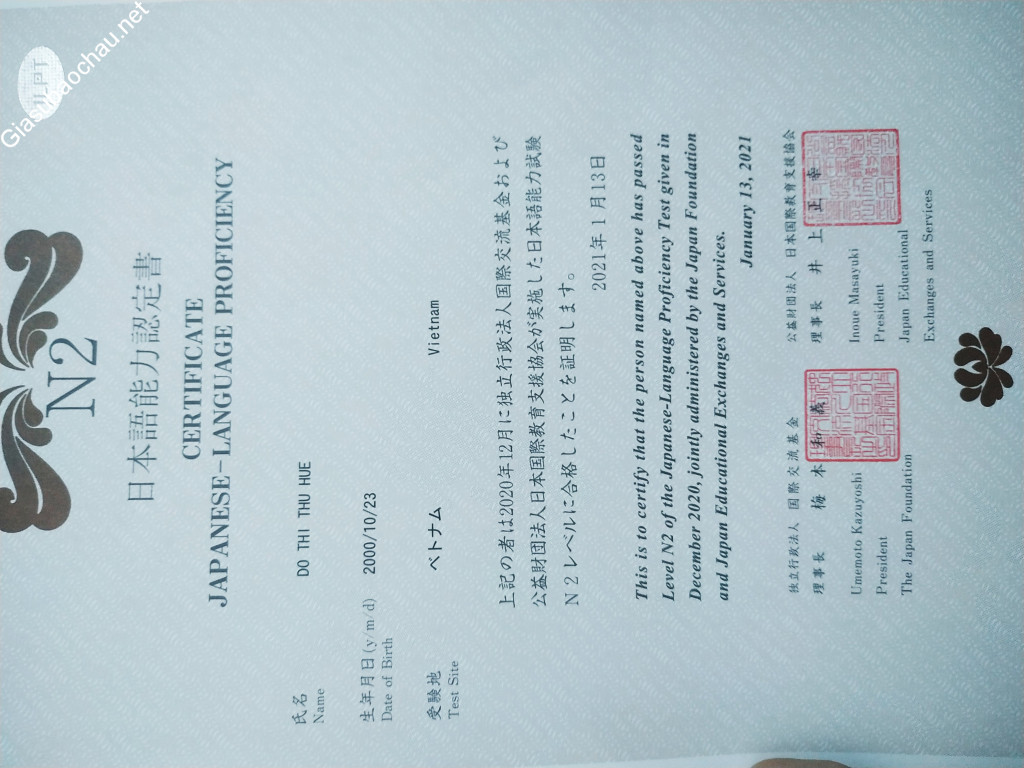 Giasubaochau.net
JLPT
N2
日本語能力認定書
CERTIFICATE
JAPANESE-LANGUAGE PROFICIENCY
氏名
Name
DO THI THU HUE
生年月日(y/m/d)
Date of Birth
2000/10/23
受験地
Test Site
ベトナム
Vietnam
上記の者は2020年12月に独立行政法人国際交流基金および
公益財団法人日本国際教育支援協会が実施した日本語能力試験
N2レベルに合格したことを証明します。
2021年1月13日
This is to certify that the person named above has passed
Level N2 of the Japanese-Language Proficiency Test given in
December 2020, jointly administered by the Japan Foundation
and Japan Educational Exchanges and Services.
January 13, 2021
独立行政法人 国際交流基金
理事長 梅本和義
Umemoto Kazuyoshi
President
The Japan Foundation
公益財団法人 日本国際教育支援協会
理事長 井上正幸
Inoue Masayuki
President
Japan Educational
Exchanges and Services